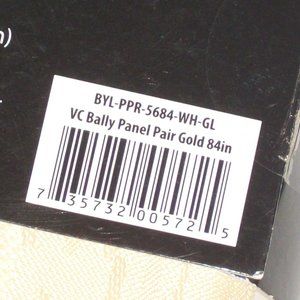 n)
BYL-PPR-5684-WH-GL
VC Bally Panel Pair Gold 84in
7 35732 00572 5